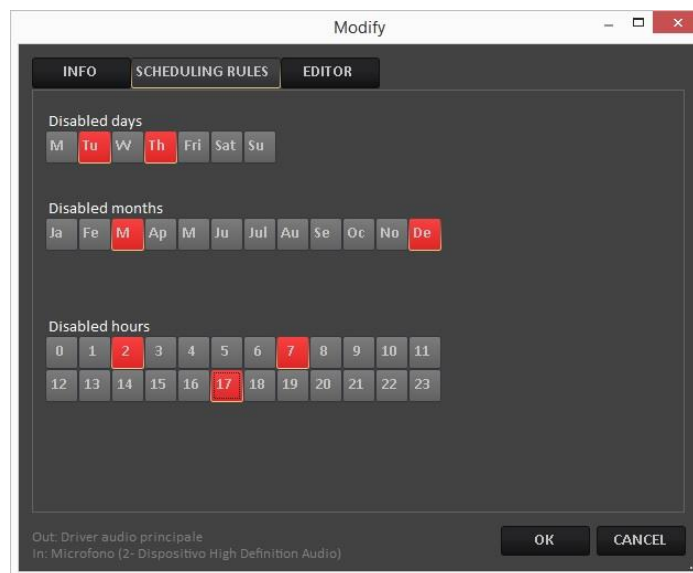 Modify
INFO SCHEDULING RULES EDITOR
Disabled days
M Tu W Th Fri Sat Su
Disabled months
Ja Fe M Ap M Ju Jul Au Se Oc No De
Disabled hours
0 1 2 3 4 5 6 7 8 9 10 11
12 13 14 15 16 17 18 19 20 21 22 23
Out: Driver audio principale
In: Microfono (2- Dispositivo High Definition Audio)
OK CANCEL